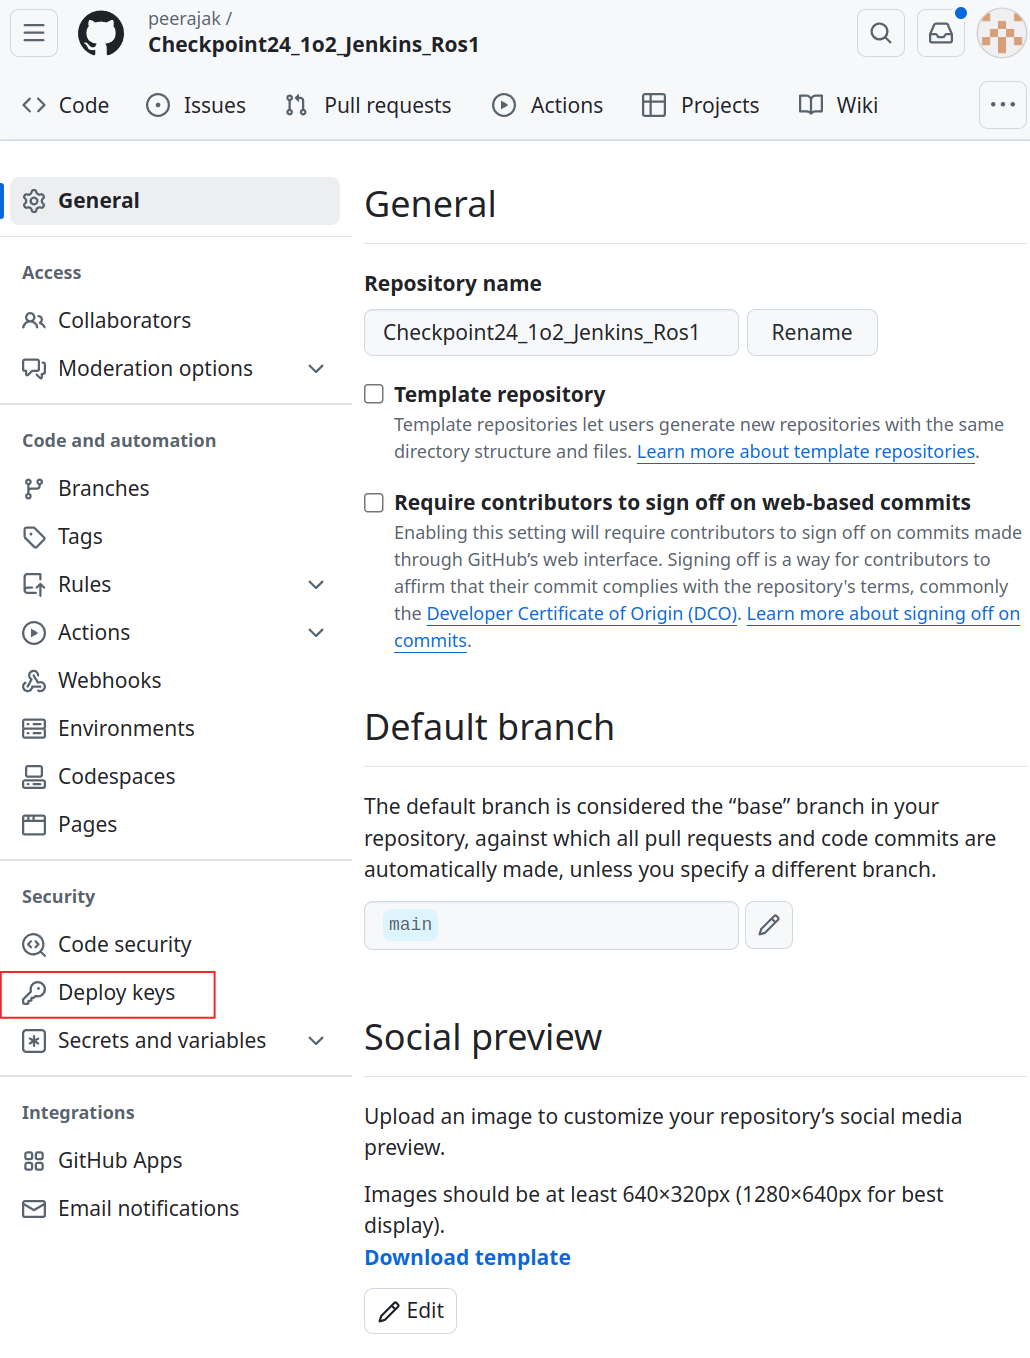 peerajak /
Checkpoint24_1o2_Jenkins_Ros1
Code
Issues
Pull requests
Actions
Projects
Wiki
General
Access
Collaborators
Moderation options
Code and automation
Branches
Tags
Rules
Actions
Webhooks
Environments
Codespaces
Pages
Security
Code security
Deploy keys
Secrets and variables
Integrations
GitHub Apps
Email notifications
General
Repository name
Checkpoint24_1o2_Jenkins_Ros1
Rename
Template repository
Template repositories let users generate new repositories with the same
directory structure and files. Learn more about template repositories.
Require contributors to sign off on web-based commits
Enabling this setting will require contributors to sign off on commits made
through GitHub’s web interface. Signing off is a way for contributors to
affirm that their commit complies with the repository's terms, commonly
the Developer Certificate of Origin (DCO). Learn more about signing off on
commits.
Default branch
The default branch is considered the “base” branch in your
repository, against which all pull requests and code commits are
automatically made, unless you specify a different branch.
main
Social preview
Upload an image to customize your repository’s social media
preview.
Images should be at least 640×320px (1280×640px for best
display).
Download template
Edit